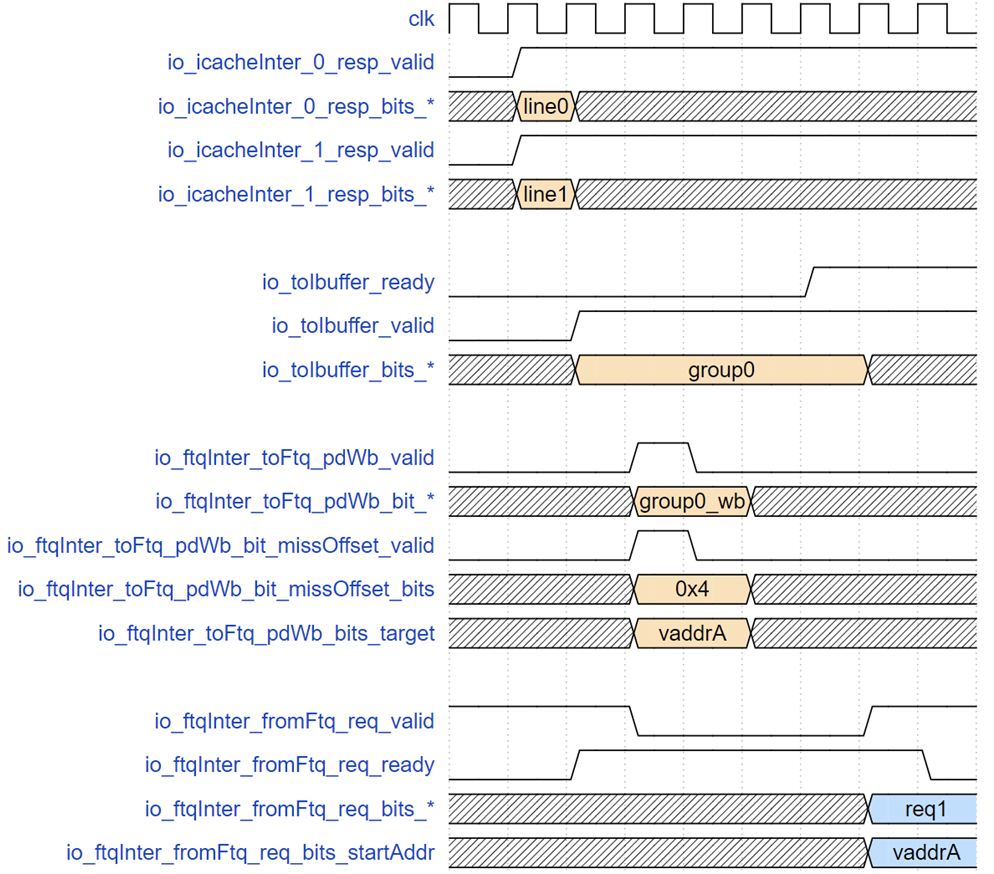 clk
io_icacheInter_0_resp_valid
io_icacheInter_0_resp_bits_* line0
io_icacheInter_1_resp_valid
io_icacheInter_1_resp_bits_* line1
io_toIbuffer_ready
io_toIbuffer_valid
io_toIbuffer_bits_* group0
io_ftqInter_toFtq_pdWb_valid
io_ftqInter_toFtq_pdWb_bit_* group0_wb
io_ftqInter_toFtq_pdWb_bit_missOffset_valid
io_ftqInter_toFtq_pdWb_bit_missOffset_bits 0x4
io_ftqInter_toFtq_pdWb_bits_target vaddrA
io_ftqInter_fromFtq_req_valid
io_ftqInter_fromFtq_req_ready
io_ftqInter_fromFtq_req_bits_* req1
io_ftqInter_fromFtq_req_bits_startAddr vaddrA